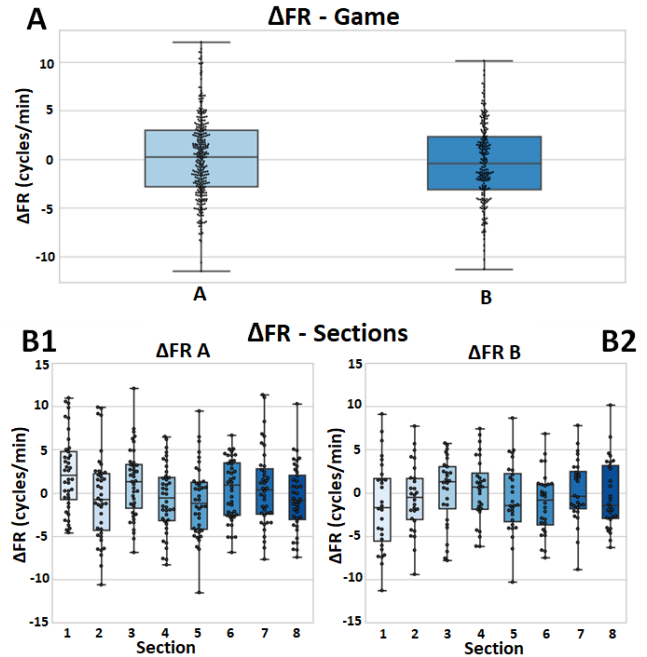 A
ΔFR - Game
ΔFR (cycles/min)
10
5
0
-5
-10
A B
ΔFR - Sections
B1
B2
ΔFR A
ΔFR (cycles/min)
15
10
5
0
-5
-10
-15
1 2 3 4 5 6 7 8
Section
ΔFR B
ΔFR (cycles/min)
15
10
5
0
-5
-10
-15
1 2 3 4 5 6 7 8
Section